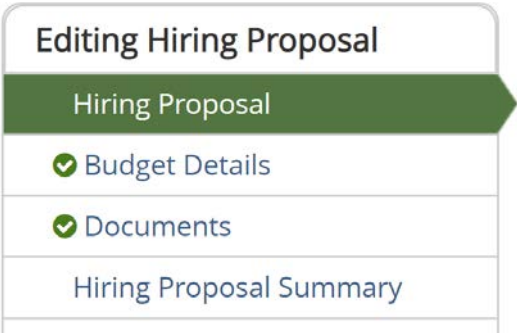 Editing Hiring Proposal
Hiring Proposal
Budget Details
Documents
Hiring Proposal Summary